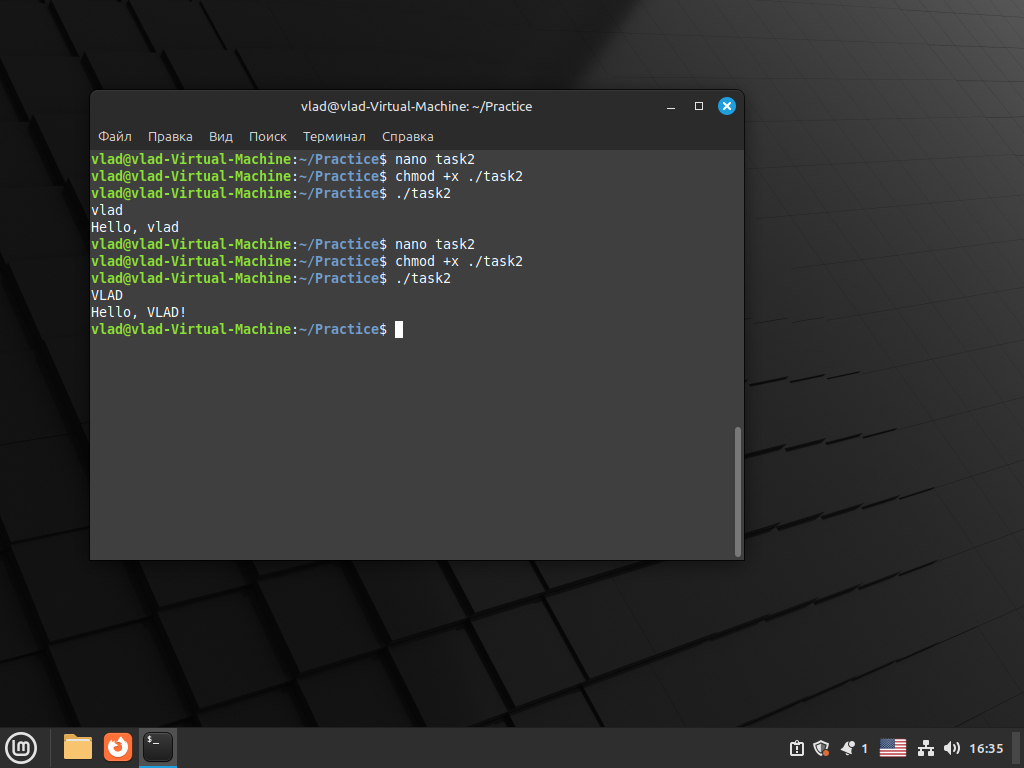 vlad@vlad-Virtual-Machine: ~/Practice
Файл Правка Вид Поиск Терминал Справка
vlad@vlad-Virtual-Machine:~/Practice$ nano task2
vlad@vlad-Virtual-Machine:~/Practice$ chmod +x ./task2
vlad@vlad-Virtual-Machine:~/Practice$ ./task2
vlad
Hello, vlad
vlad@vlad-Virtual-Machine:~/Practice$ nano task2
vlad@vlad-Virtual-Machine:~/Practice$ chmod +x ./task2
vlad@vlad-Virtual-Machine:~/Practice$ ./task2
VLAD
Hello, VLAD!
vlad@vlad-Virtual-Machine:~/Practice$
$_
1 16:35